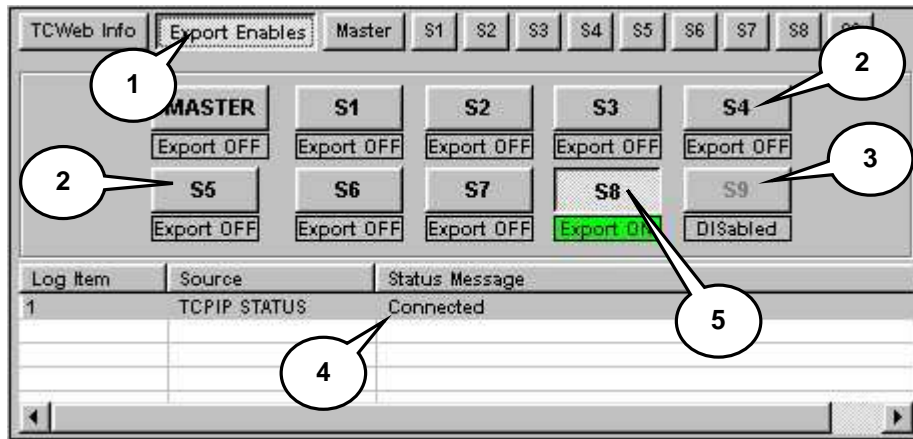 TCWeb Info Export Enables Master S1 S2 S3 S4 S5 S6 S7 S8
1
2
MASTER S1 S2 S3 S4
Export OFF Export OFF Export OFF Export OFF Export OFF
2
3
S5 S6 S7 S8 S9
Export OFF Export OFF Export OFF Export ON DISabled
Log Item Source Status Message
1 TCPIP STATUS Connected
5
4